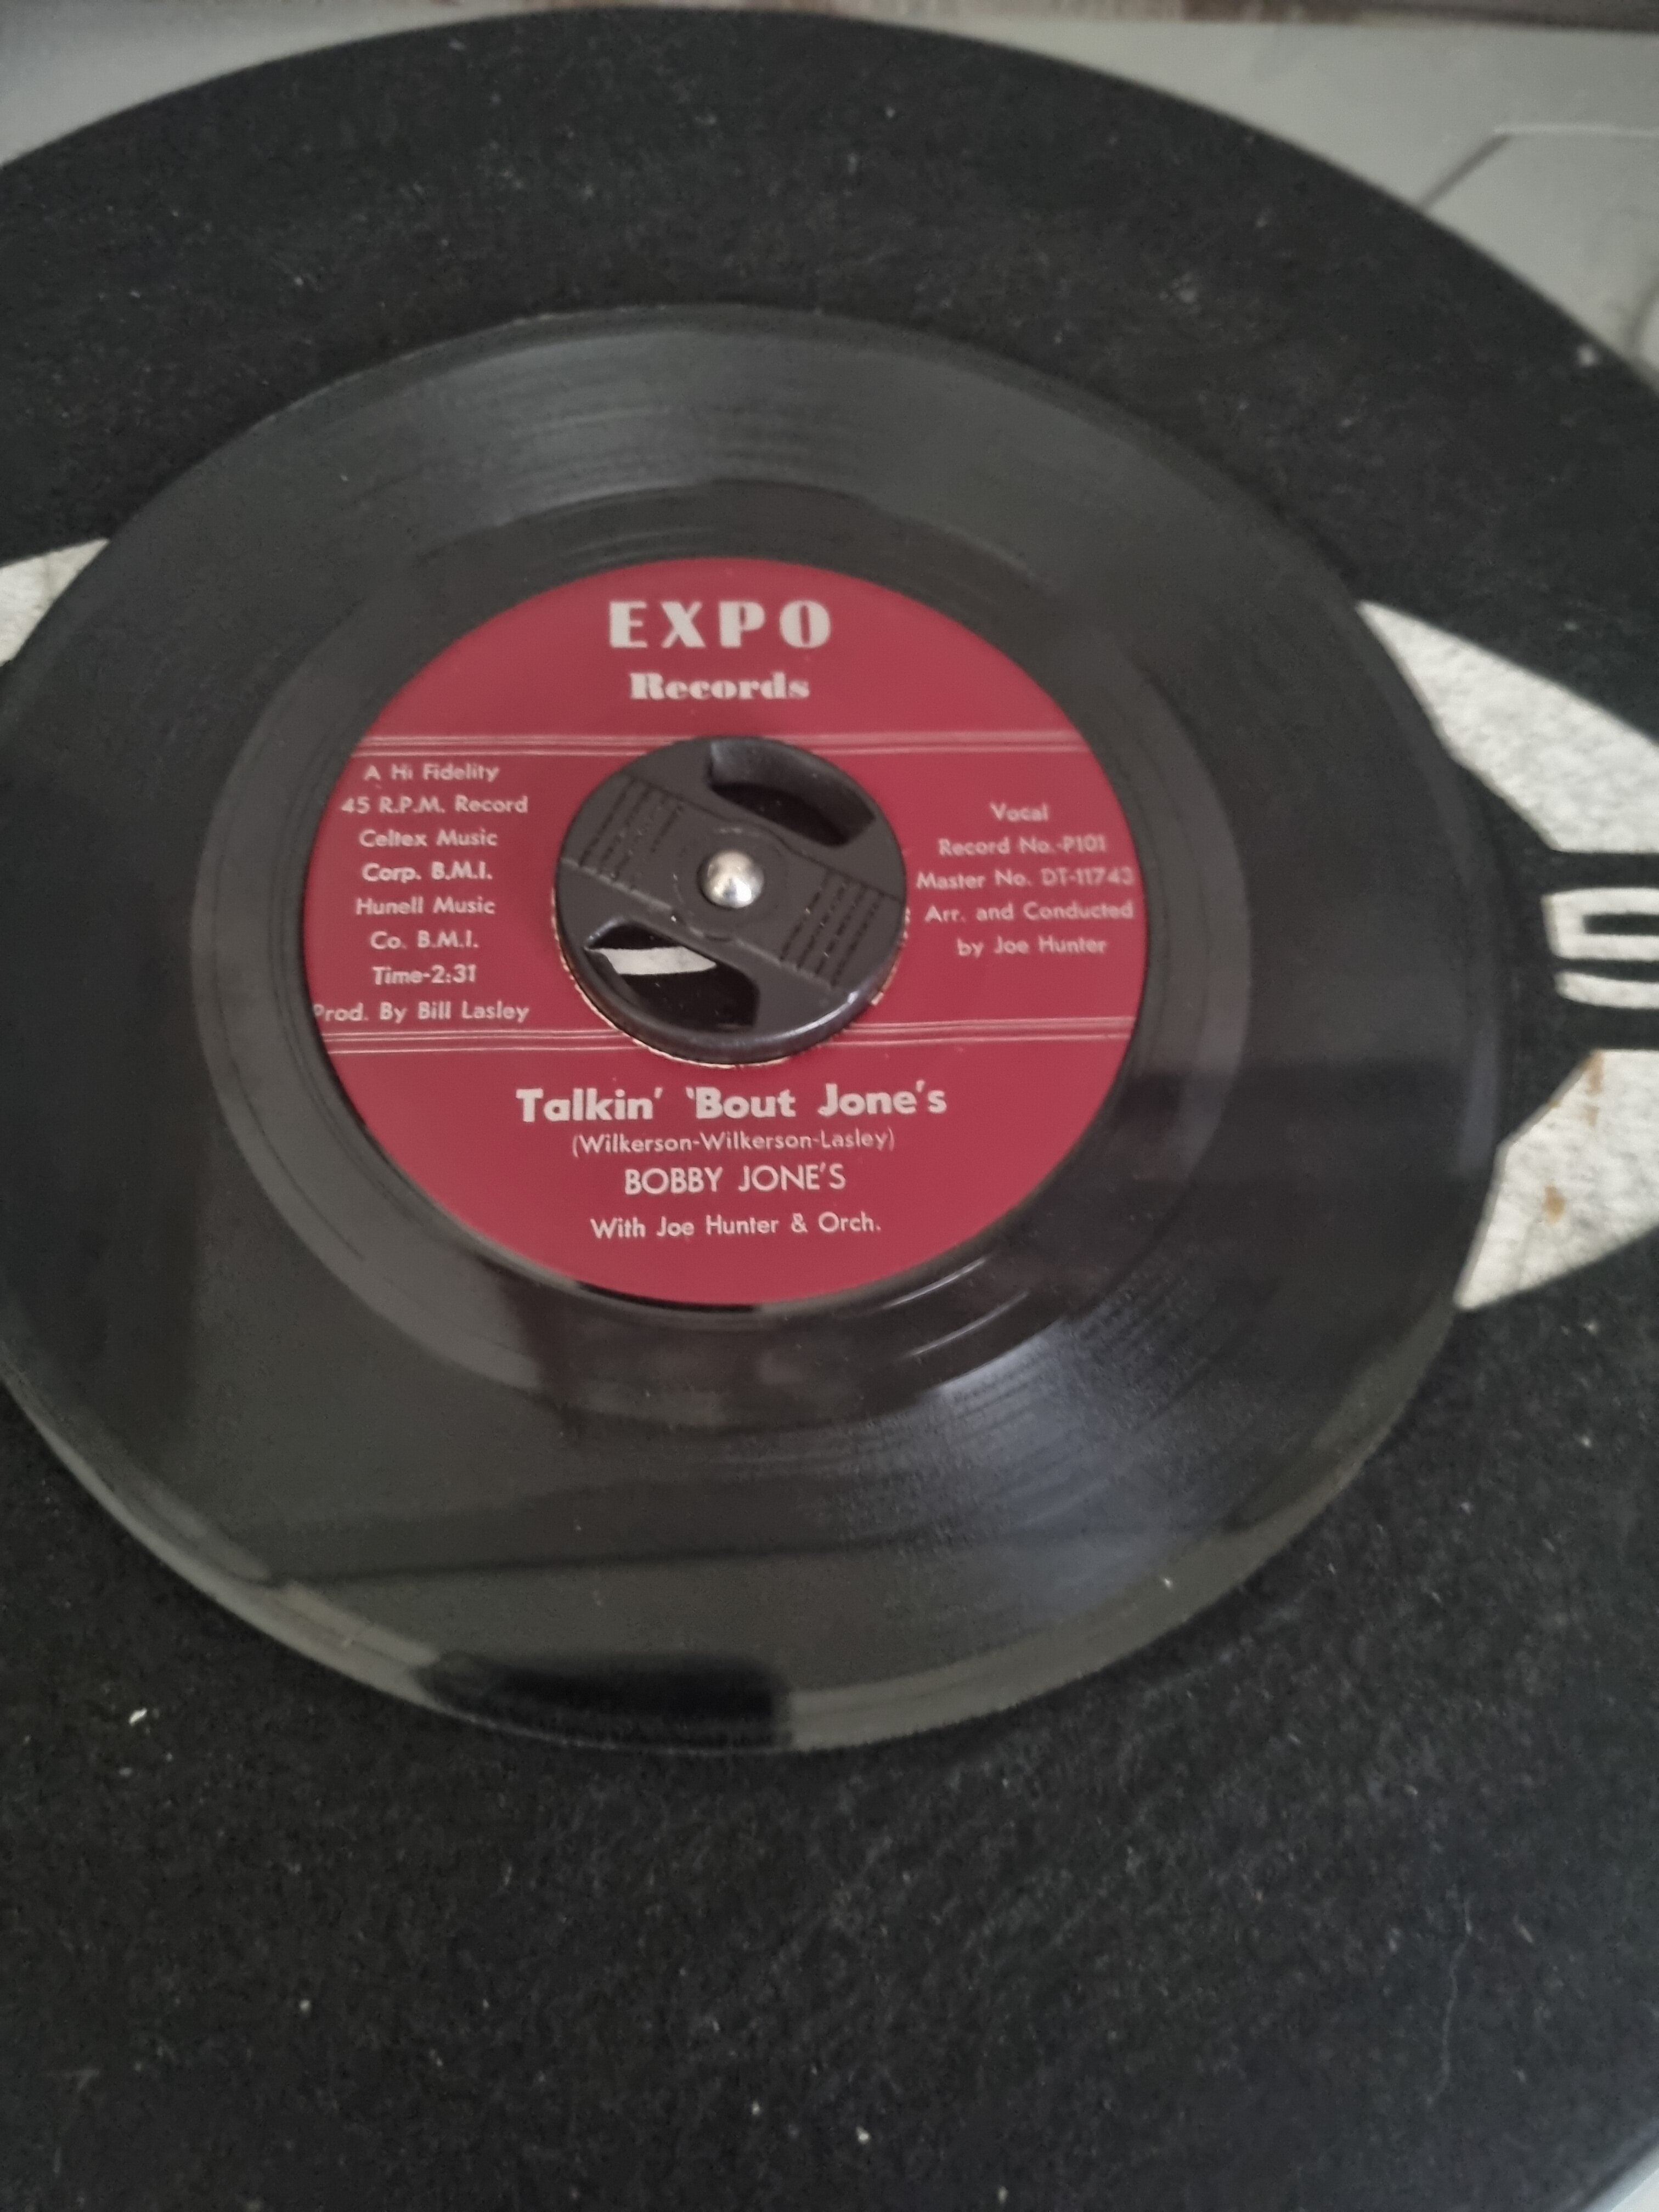 EXPO
Records
A Hi Fidelity
45 R.P.M. Record
Celtex Music
Corp. B.M.I.
Hunell Music
Co. B.M.I.
Time-2:31
Prod. By Bill Lasley
Vocal
Record No.-P101
Master No. DT-11743
Arr. and Conducted
by Joe Hunter
Talkin' 'Bout Jone's
(Wilkerson-Wilkerson-Lasley)
BOBBY JONE'S
With Joe Hunter & Orch.